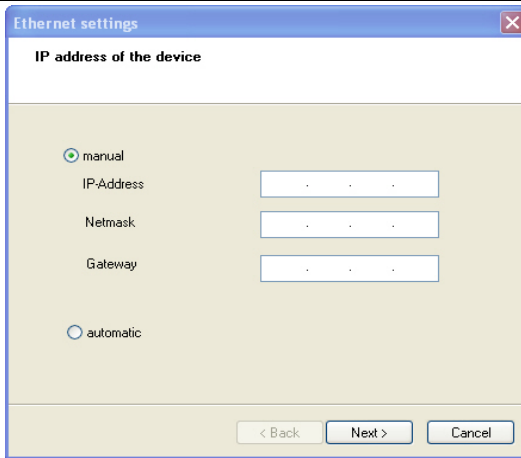 Ethernet settings
IP address of the device
manual
IP-Address . . .
Netmask . . .
Gateway . . .
automatic
< Back Next > Cancel